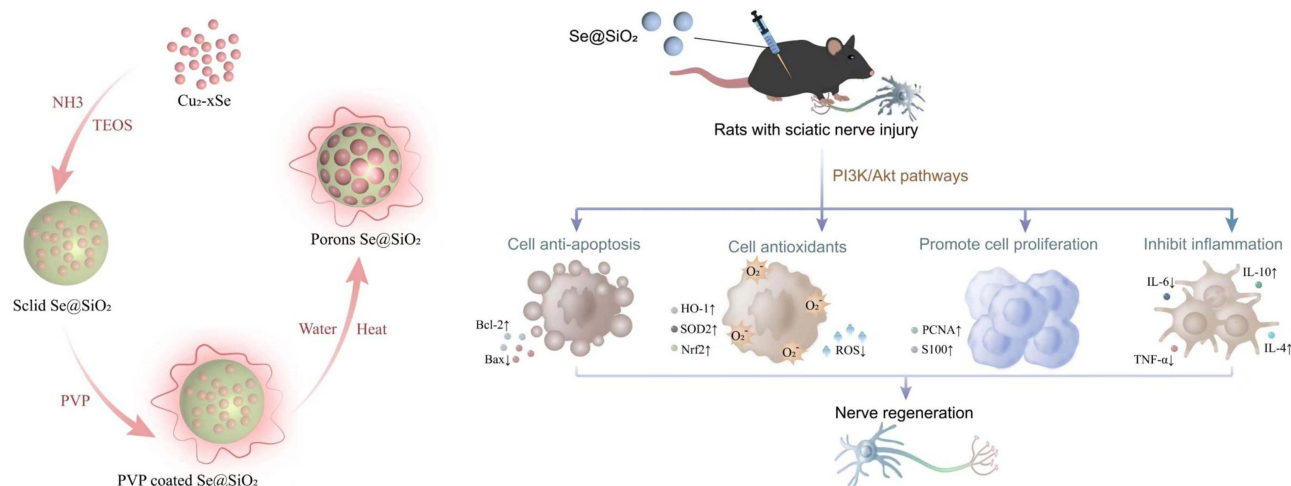 Cu₂-xSe
NH3
TEOS
Sclid Se@SiO₂
PVP
PVP coated Se@SiO₂
Water
Heat
Porons Se@SiO₂
Se@SiO₂
Rats with sciatic nerve injury
PI3K/Akt pathways
Cell anti-apoptosis
Bcl-2↑
Bax↓
Cell antioxidants
O₂⁻
O₂⁻
O₂⁻
O₂⁻
HO-1↑
SOD2↑
Nrf2↑
ROS↓
Promote cell proliferation
PCNA↑
S100↑
Inhibit inflammation
IL-6↓
IL-10↑
TNF-α↓
IL-4↑
Nerve regeneration